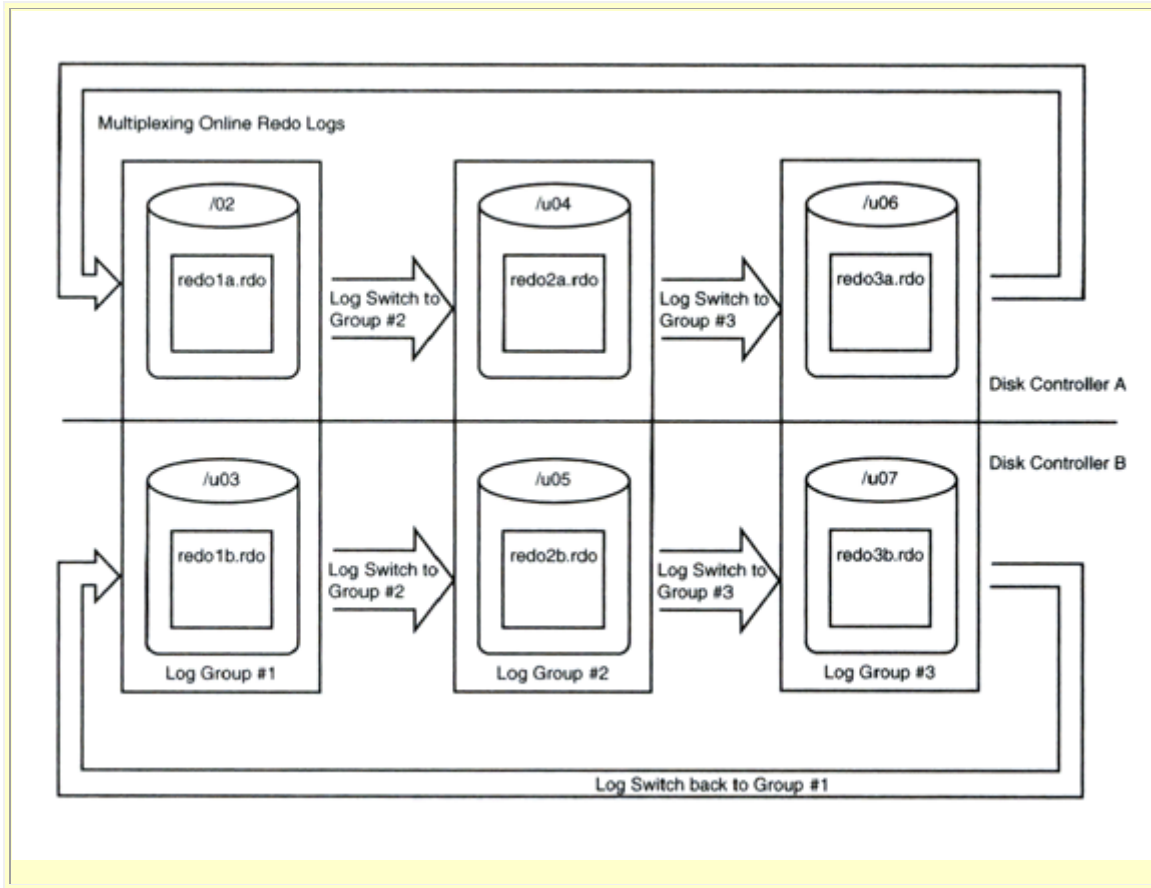 Multiplexing Online Redo Logs
/02
/u04
/u06
redo1a.rdo
redo2a.rdo
redo3a.rdo
Log Switch to
Group #2
Log Switch to
Group #3
Disk Controller A
Disk Controller B
/u03
/u05
/u07
redo1b.rdo
redo2b.rdo
redo3b.rdo
Log Switch to
Group #2
Log Switch to
Group #3
Log Group #1
Log Group #2
Log Group #3
Log Switch back to Group #1